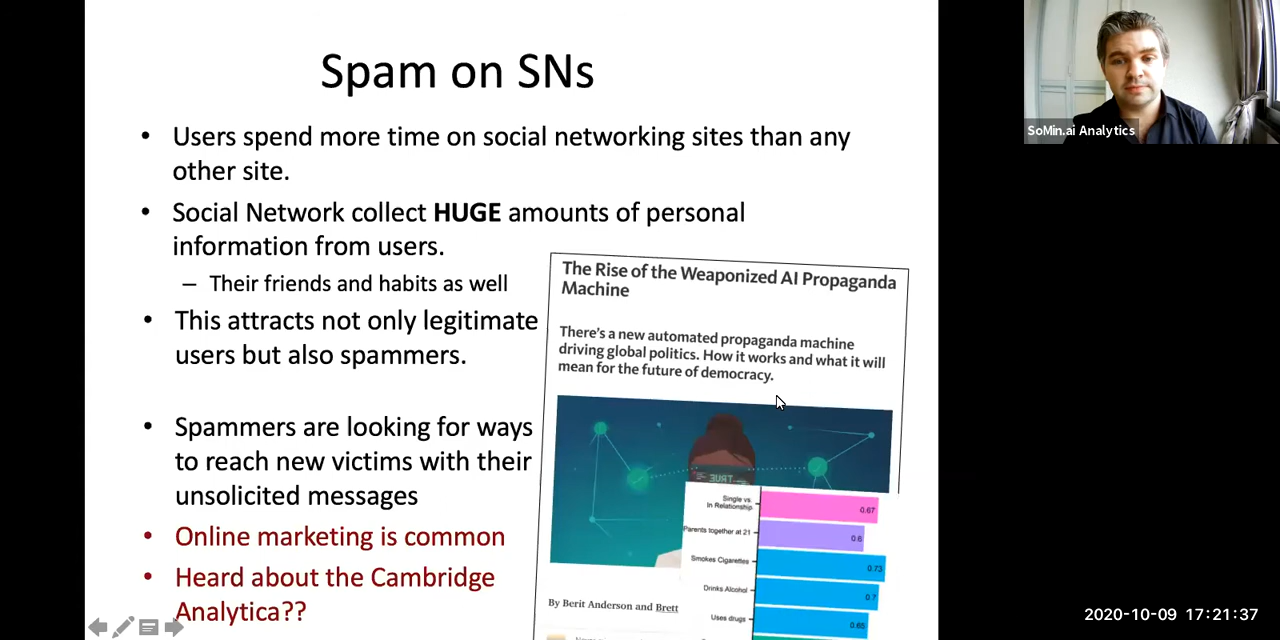 Spam on SNs
SoMin.ai Analytics
• Users spend more time on social networking sites than any
other site.
• Social Network collect HUGE amounts of personal
information from users.
– Their friends and habits as well
• This attracts not only legitimate
users but also spammers.
• Spammers are looking for ways
to reach new victims with their
unsolicited messages
• Online marketing is common
• Heard about the Cambridge
Analytica??
The Rise of the Weaponized AI Propaganda
Machine
There's a new automated propaganda machine
driving global politics. How it works and what it will
mean for the future of democracy.
TRUE
Single vs.
In Relationship
0.67
Parents together at 21
0.6
Smokes Cigarettes
0.73
Drinks Alcohol
0.7
Uses drugs
0.65
By Berit Anderson and Brett
2020-10-09 17:21:37